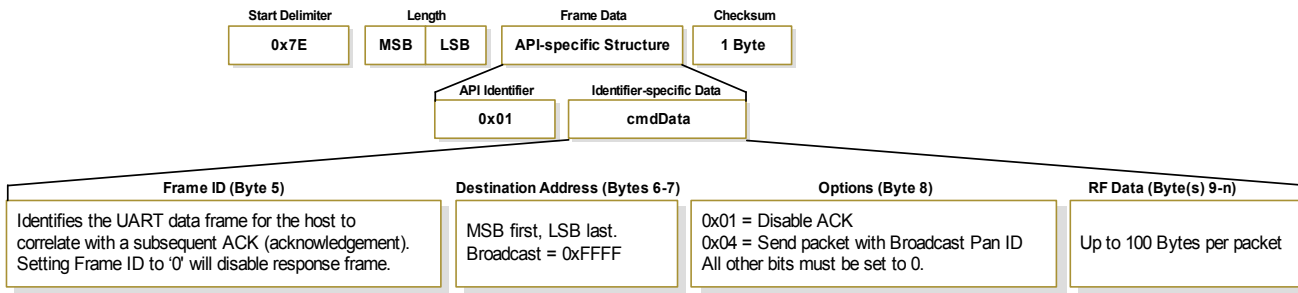 Start Delimiter
Length
Frame Data
Checksum
0x7E
MSB
LSB
API-specific Structure
1 Byte
API Identifier
Identifier-specific Data
0x01
cmdData
Frame ID (Byte 5)
Identifies the UART data frame for the host to
correlate with a subsequent ACK (acknowledgement).
Setting Frame ID to ‘0' will disable response frame.
Destination Address (Bytes 6-7)
MSB first, LSB last.
Broadcast = 0xFFFF
Options (Byte 8)
0x01 = Disable ACK
0x04 = Send packet with Broadcast Pan ID
All other bits must be set to 0.
RF Data (Byte(s) 9-n)
Up to 100 Bytes per packet